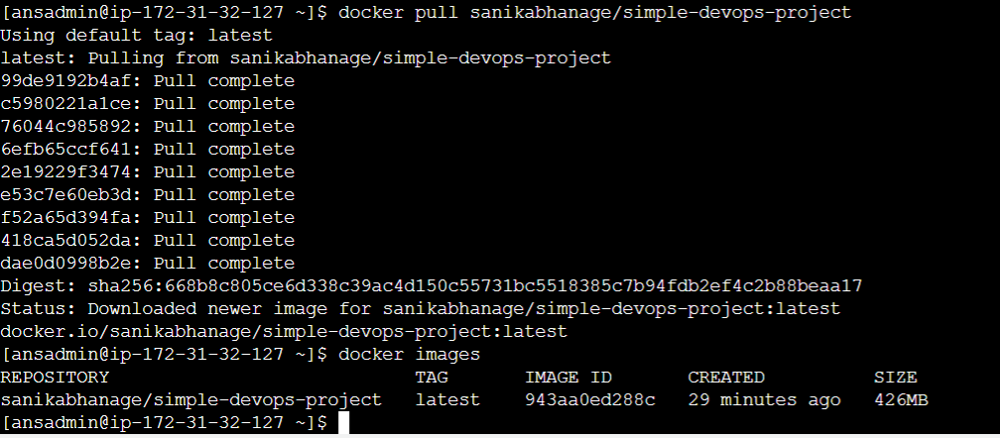 [ansadmin@ip-172-31-32-127 ~]$ docker pull sanikabhanage/simple-devops-project
Using default tag: latest
latest: Pulling from sanikabhanage/simple-devops-project
99de9192b4af: Pull complete
c5980221a1ce: Pull complete
76044c985892: Pull complete
6efb65ccf641: Pull complete
2e19229f3474: Pull complete
e53c7e60eb3d: Pull complete
f52a65d394fa: Pull complete
418ca5d052da: Pull complete
dae0d0998b2e: Pull complete
Digest: sha256:668b8c805ce6d338c39ac4d150c55731bc5518385c7b94fdb2ef4c2b88beaa17
Status: Downloaded newer image for sanikabhanage/simple-devops-project:latest
docker.io/sanikabhanage/simple-devops-project:latest
[ansadmin@ip-172-31-32-127 ~]$ docker images
REPOSITORY TAG IMAGE ID CREATED SIZE
sanikabhanage/simple-devops-project latest 943aa0ed288c 29 minutes ago 426MB
[ansadmin@ip-172-31-32-127 ~]$